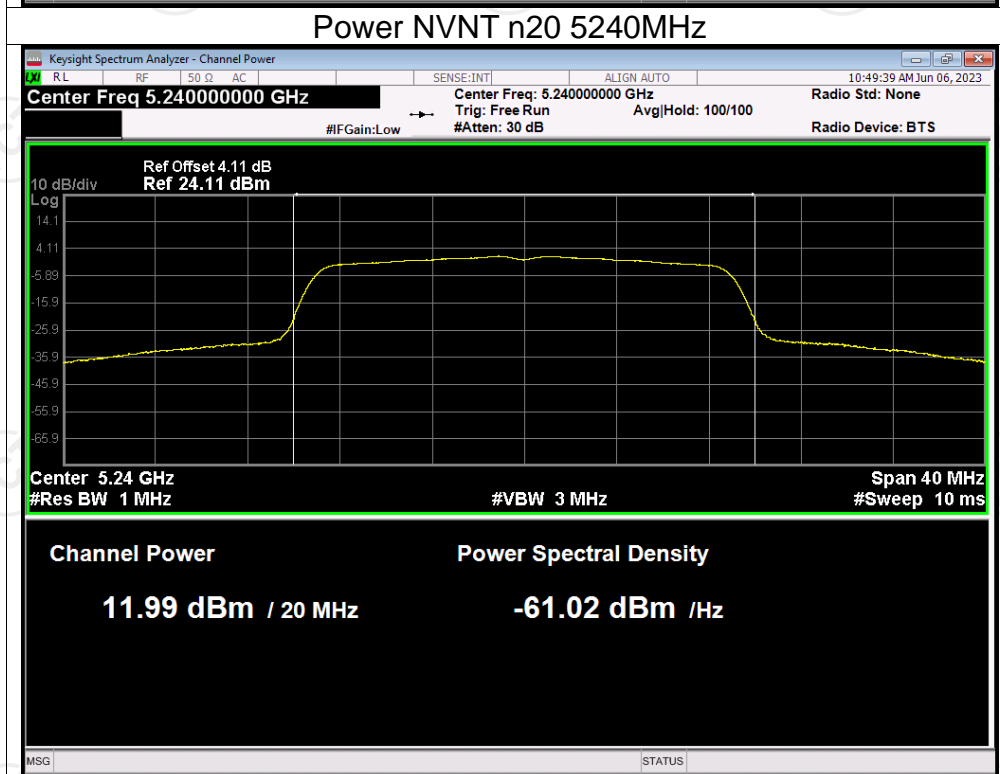 Power NVNT n20 5240MHz
Keysight Spectrum Analyzer - Channel Power
LXI RL RF 50 Ω AC SENSE:INT ALIGN AUTO 10:49:39 AM Jun 06, 2023
Center Freq 5.240000000 GHz Center Freq: 5.240000000 GHz Radio Std: None
Trig: Free Run Avg|Hold: 100/100
#IFGain:Low #Atten: 30 dB Radio Device: BTS
Ref Offset 4.11 dB
10 dB/div Ref 24.11 dBm
Log
14.1
4.11
-5.89
-15.9
-25.9
-35.9
-45.9
-55.9
-65.9
Center 5.24 GHz Span 40 MHz
#Res BW 1 MHz #VBW 3 MHz #Sweep 10 ms
Channel Power Power Spectral Density
11.99 dBm / 20 MHz -61.02 dBm /Hz
MSG STATUS